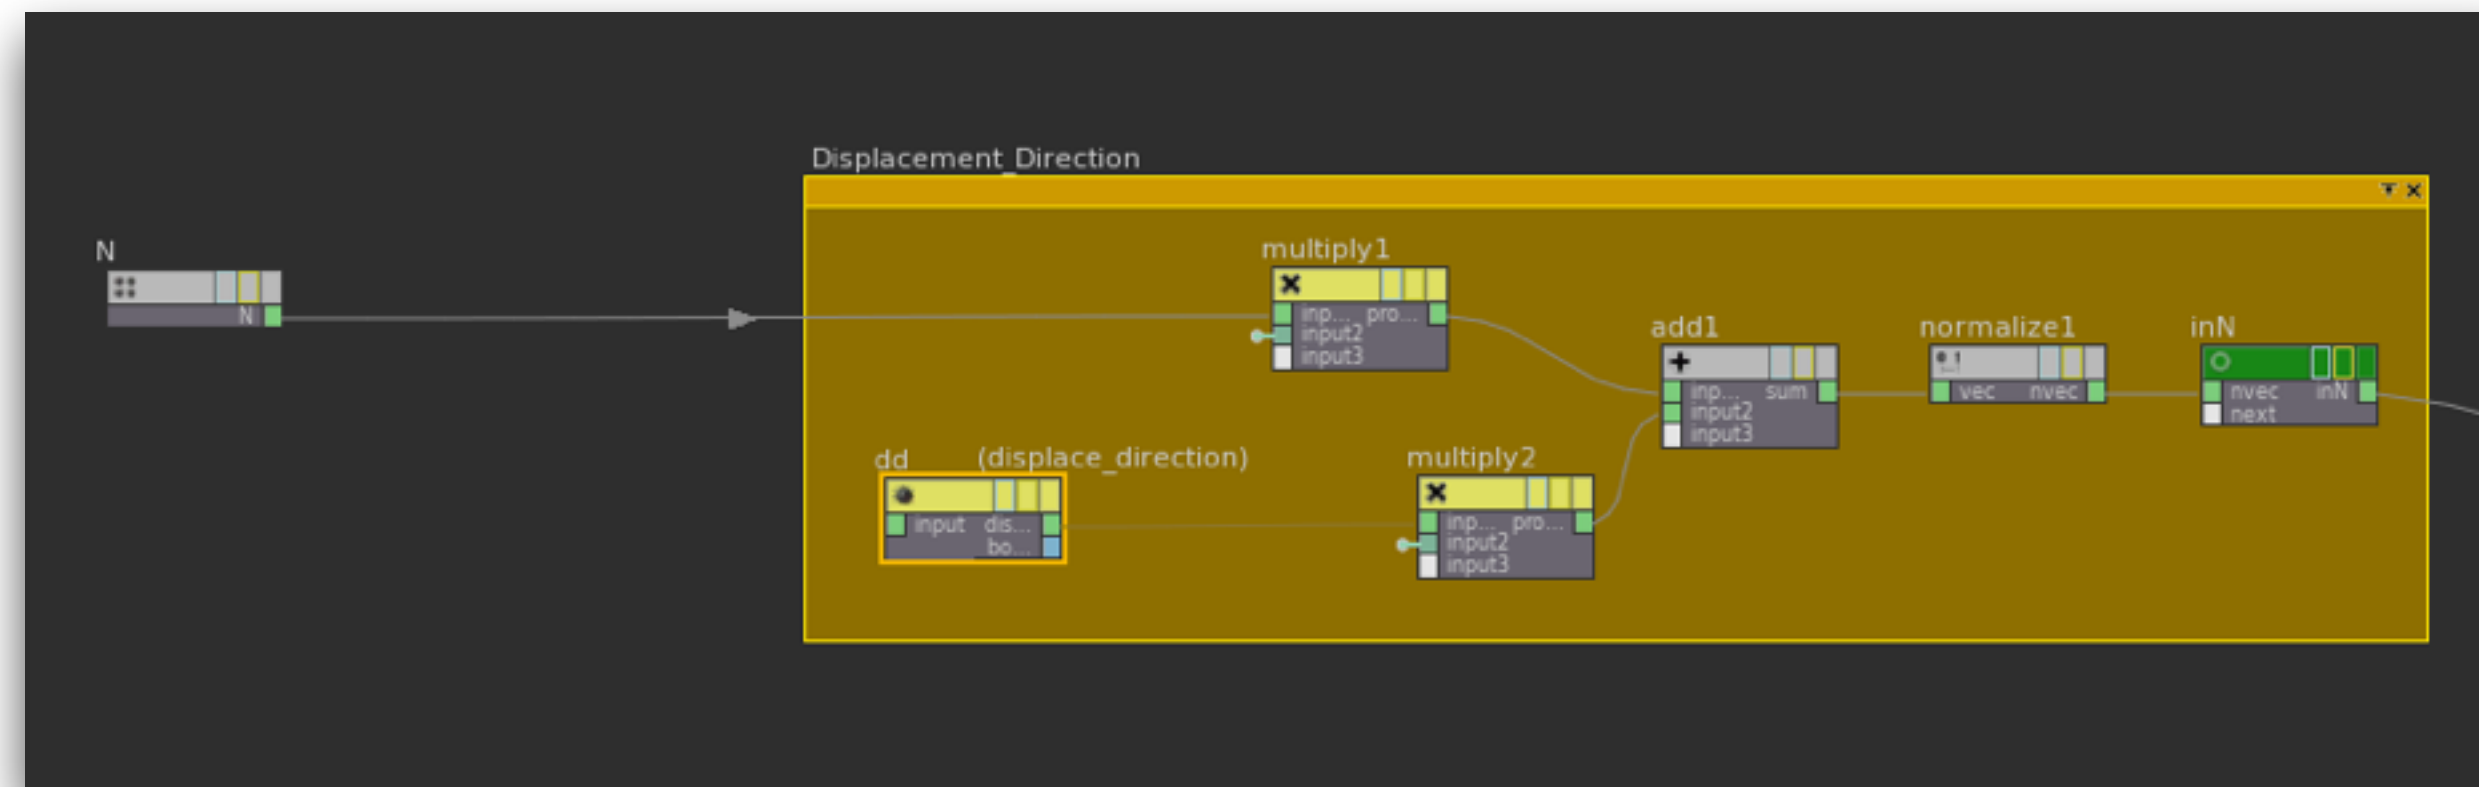 Displacement_Direction
N
N
multiply1
inp... pro...
input2
input3
add1
inp... sum
input2
input3
normalize1
vec nvec
inN
nvec inN
next
dd (displace_direction)
input dis...
bo...
multiply2
inp... pro...
input2
input3